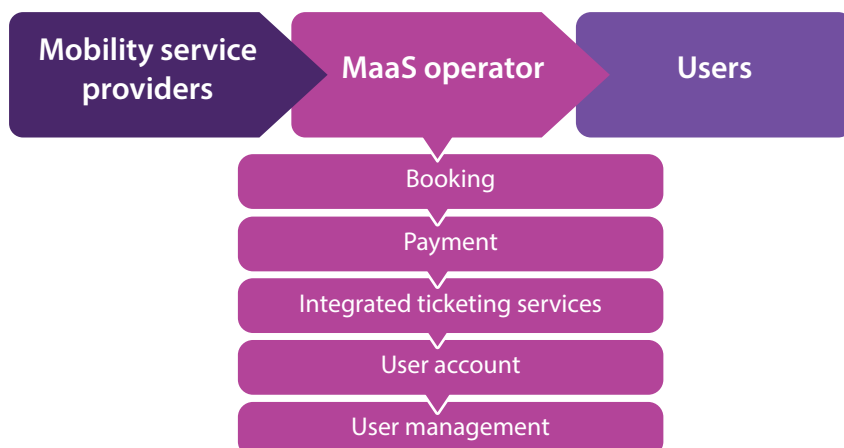 Mobility service
providers
MaaS operator
Users
Booking
Payment
Integrated ticketing services
User account
User management